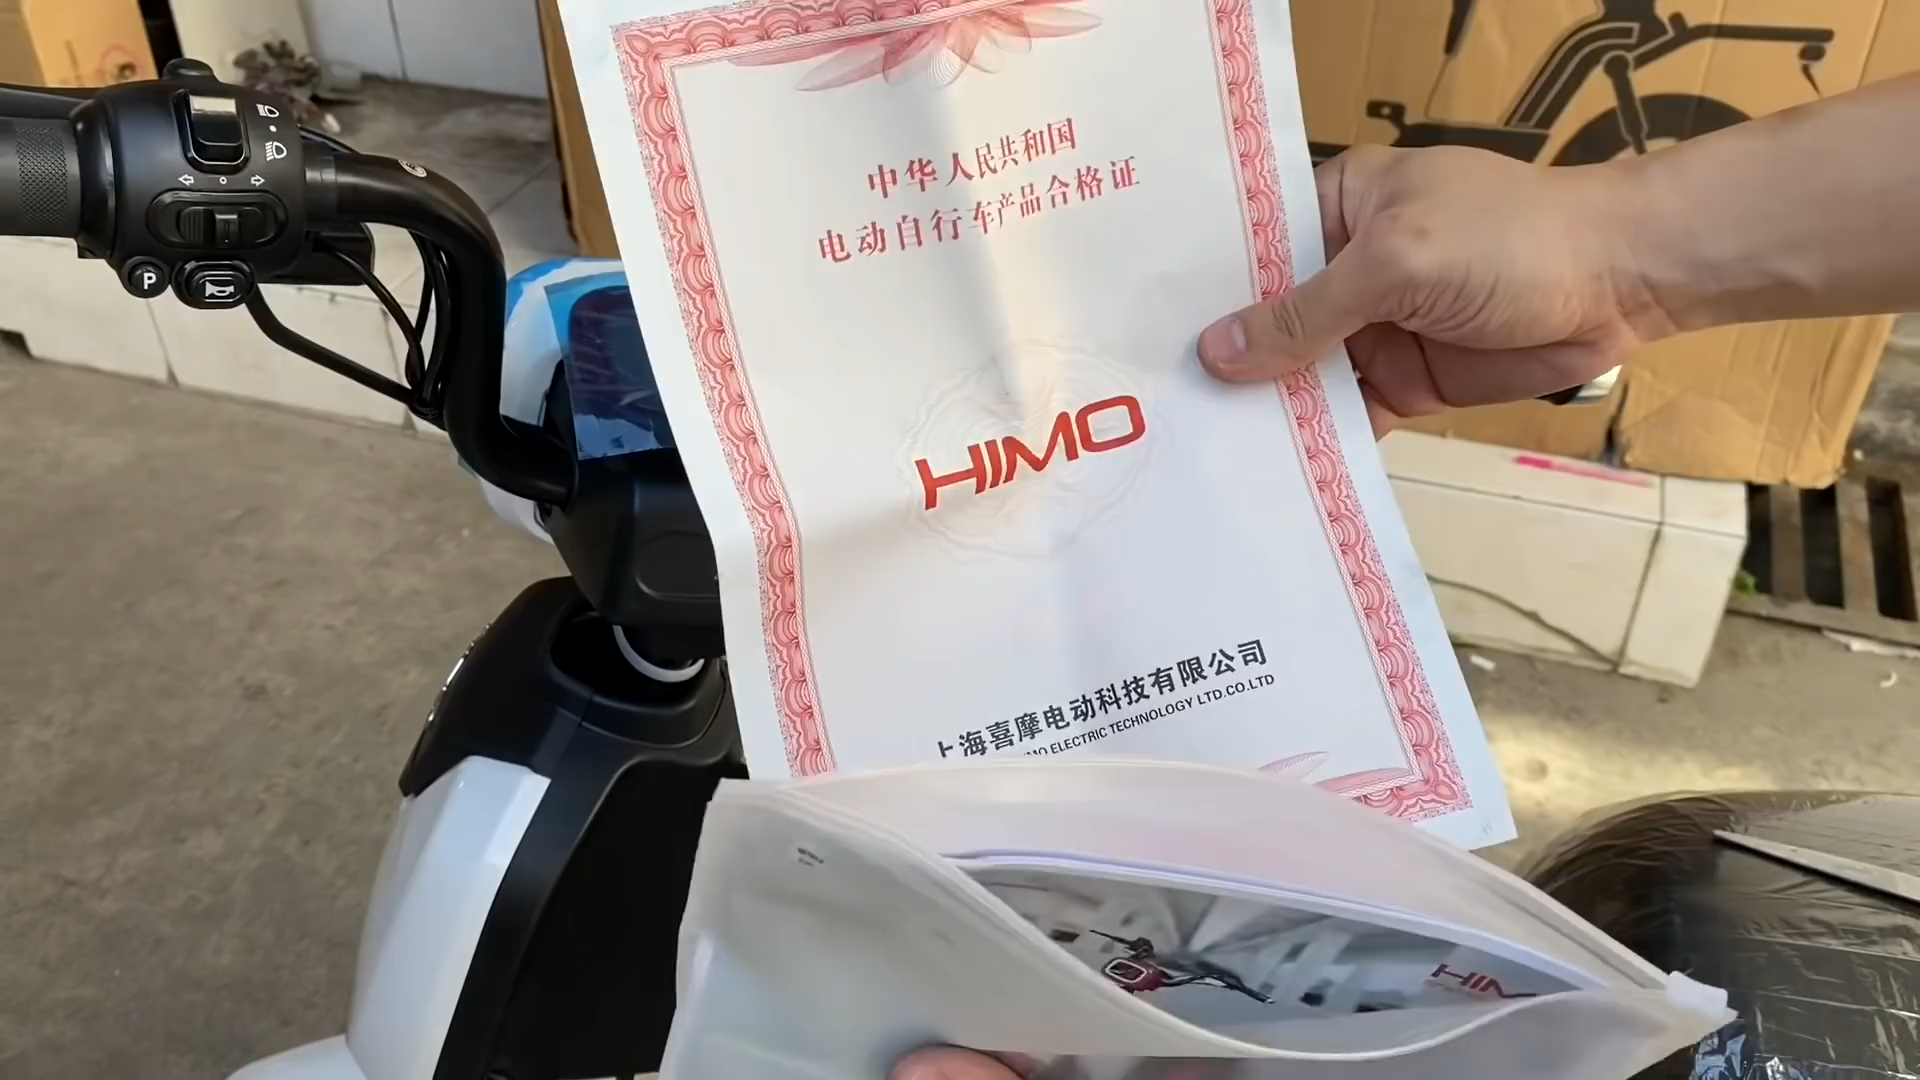 中华人民共和国
电动自行车产品合格证
HIMO
上海喜摩电动科技有限公司
ELECTRIC TECHNOLOGY LTD.CO.LTD
P